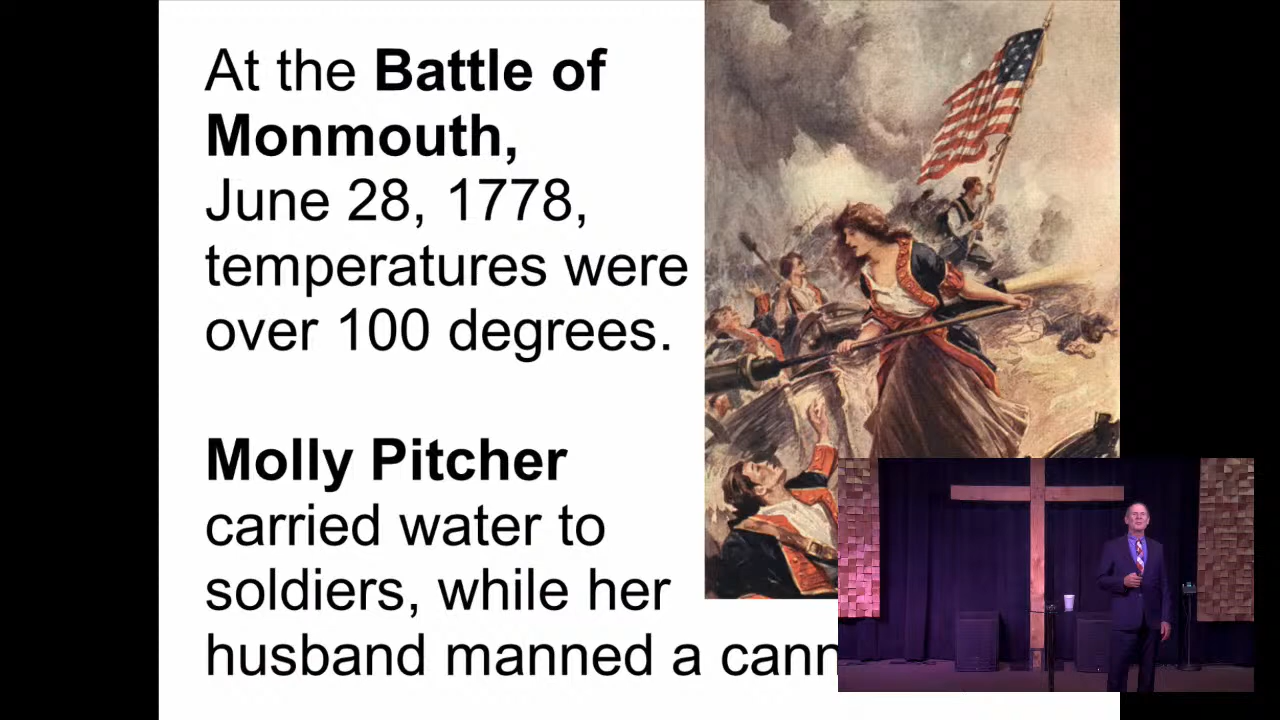 At the Battle of
Monmouth,
June 28, 1778,
temperatures were
over 100 degrees.
Molly Pitcher
carried water to
soldiers, while her
husband manned a cann